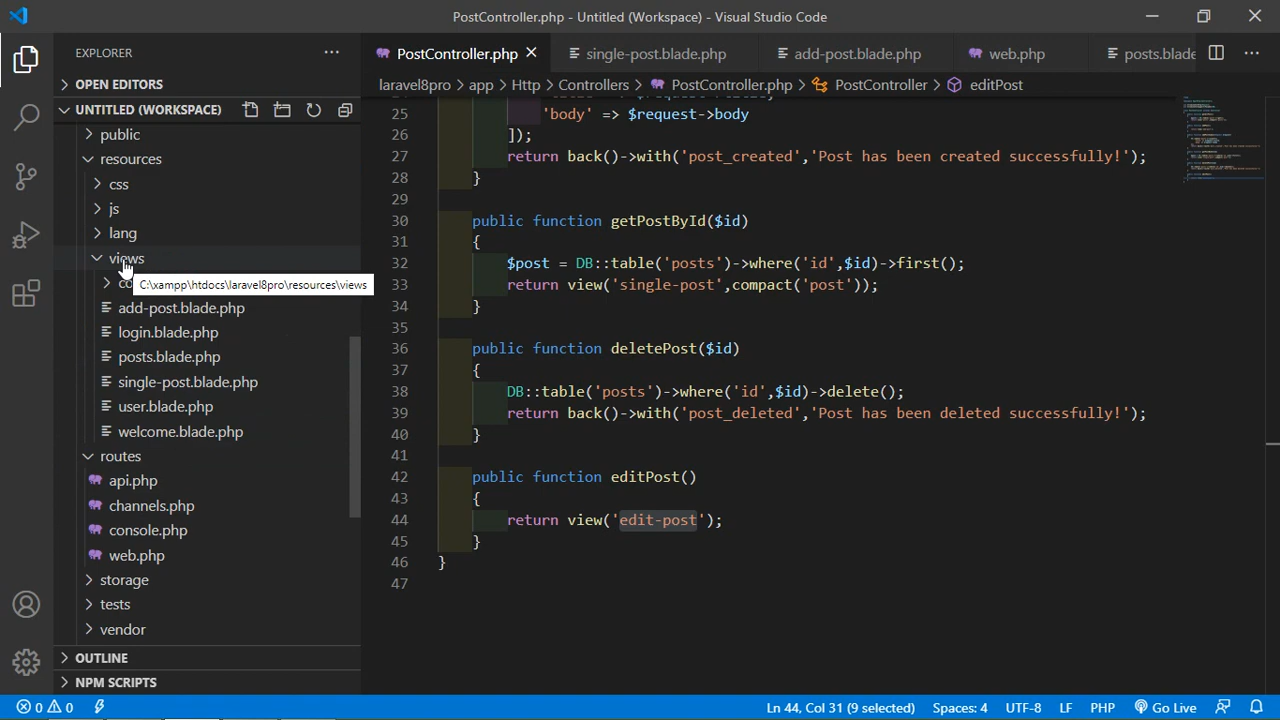 PostController.php - Untitled (Workspace) - Visual Studio Code
EXPLORER
OPEN EDITORS
UNTITLED (WORKSPACE)
public
resources
css
js
lang
views
C:\xampp\htdocs\laravel8pro\resources\views
add-post.blade.php
login.blade.php
posts.blade.php
single-post.blade.php
user.blade.php
welcome.blade.php
routes
api.php
channels.php
console.php
web.php
storage
tests
vendor
OUTLINE
NPM SCRIPTS
PostController.php single-post.blade.php add-post.blade.php web.php posts.blade
laravel8pro > app > Http > Controllers > PostController.php > PostController > editPost
25 'body' => $request->body
26 ]);
27 return back()->with('post_created','Post has been created successfully!');
28 }
29
30 public function getPostById($id)
31 {
32 $post = DB::table('posts')->where('id',$id)->first();
33 return view('single-post',compact('post'));
34 }
35
36 public function deletePost($id)
37 {
38 DB::table('posts')->where('id',$id)->delete();
39 return back()->with('post_deleted','Post has been deleted successfully!');
40 }
41
42 public function editPost()
43 {
44 return view('edit-post');
45 }
46 }
47
0 0 Ln 44, Col 31 (9 selected) Spaces: 4 UTF-8 LF PHP Go Live